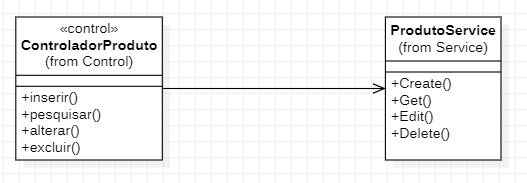 «control»
ControladorProduto
(from Control)
+inserir()
+pesquisar()
+alterar()
+excluir()
ProdutoService
(from Service)
+Create()
+Get()
+Edit()
+Delete()